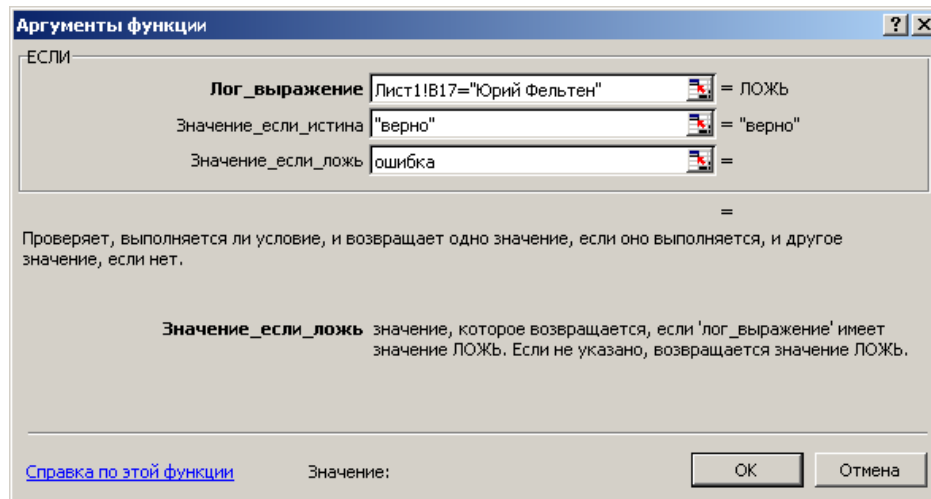 Аргументы функции
ЕСЛИ
Лог_выражение Лист1!B17="Юрий Фельтен" = ЛОЖЬ
Значение_если_истина "верно" = "верно"
Значение_если_ложь ошибка =
=
Проверяет, выполняется ли условие, и возвращает одно значение, если оно выполняется, и другое
значение, если нет.
Значение_если_ложь значение, которое возвращается, если 'лог_выражение' имеет
значение ЛОЖЬ. Если не указано, возвращается значение ЛОЖЬ.
Справка по этой функции Значение: OK Отмена